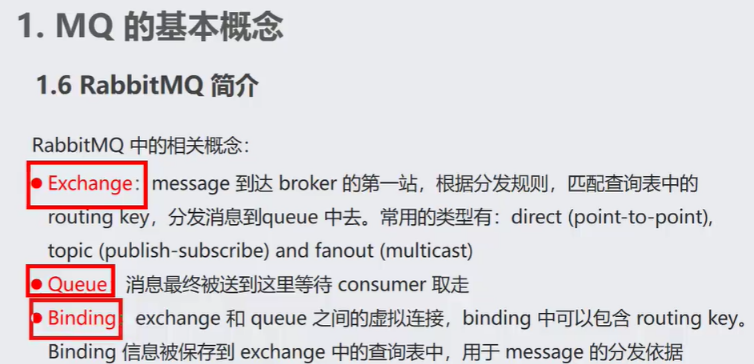 1. MQ 的基本概念
1.6 RabbitMQ 简介
RabbitMQ 中的相关概念：
● Exchange：message 到达 broker 的第一站，根据分发规则，匹配查询表中的
routing key，分发消息到queue 中去。常用的类型有：direct (point-to-point),
topic (publish-subscribe) and fanout (multicast)
● Queue 消息最终被送到这里等待 consumer 取走
● Binding：exchange 和 queue 之间的虚拟连接，binding 中可以包含 routing key。
Binding 信息被保存到 exchange 中的查询表中，用于 message 的分发依据